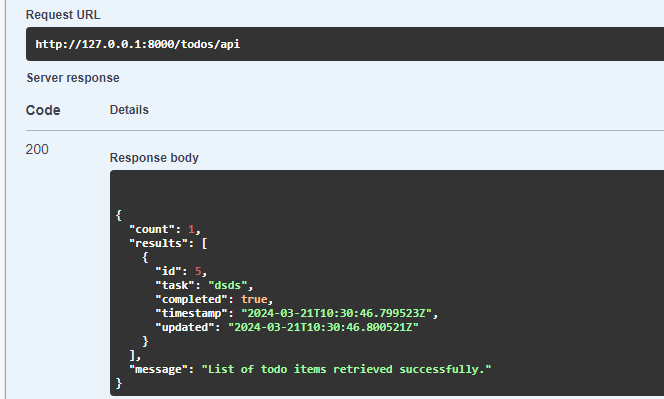 Request URL
http://127.0.0.1:8000/todos/api
Server response
Code Details
200
Response body
{
  "count": 1,
  "results": [
    {
      "id": 5,
      "task": "dsds",
      "completed": true,
      "timestamp": "2024-03-21T10:30:46.799523Z",
      "updated": "2024-03-21T10:30:46.800521Z"
    }
  ],
  "message": "List of todo items retrieved successfully."
}